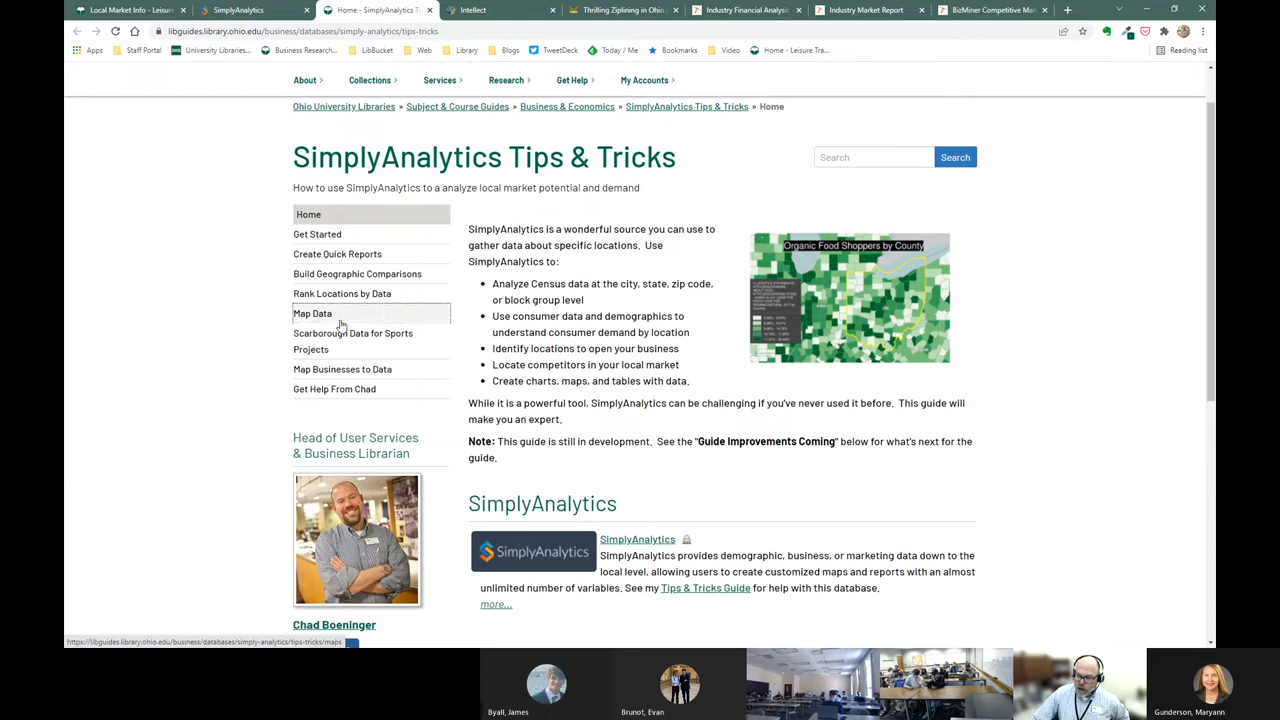 Local Market Info - Leisure
SimplyAnalytics
Home - SimplyAnalytics T
Intellect
Thrilling Ziplining in Ohio
Industry Financial Analysis
Industry Market Report
BizMiner Competitive Ma
libguides.library.ohio.edu/business/databases/simply-analytics/tips-tricks
Apps
Staff Portal
University Libraries...
Business Research...
LibBucket
Web
Library
Blogs
TweetDeck
Today / Me
Bookmarks
Video
Home - Leisure Tra...
Reading list
About
Collections
Services
Research
Get Help
My Accounts
Ohio University Libraries » Subject & Course Guides » Business & Economics » SimplyAnalytics Tips & Tricks » Home
SimplyAnalytics Tips & Tricks
Search
Search
How to use SimplyAnalytics to a analyze local market potential and demand
Home
Get Started
Create Quick Reports
Build Geographic Comparisons
Rank Locations by Data
Map Data
Scarborough Data for Sports
Projects
Map Businesses to Data
Get Help From Chad
SimplyAnalytics is a wonderful source you can use to
gather data about specific locations. Use
SimplyAnalytics to:
Analyze Census data at the city, state, zip code,
or block group level
Use consumer data and demographics to
understand consumer demand by location
Identify locations to open your business
Locate competitors in your local market
Create charts, maps, and tables with data.
Organic Food Shoppers by County
While it is a powerful tool, SimplyAnalytics can be challenging if you've never used it before. This guide will
make you an expert.
Note: This guide is still in development. See the "Guide Improvements Coming" below for what's next for the
guide.
Head of User Services
& Business Librarian
Chad Boeninger
SimplyAnalytics
SimplyAnalytics
SimplyAnalytics
SimplyAnalytics provides demographic, business, or marketing data down to the
local level, allowing users to create customized maps and reports with an almost
unlimited number of variables. See my Tips & Tricks Guide for help with this database.
more...
https://libguides.library.ohio.edu/business/databases/simply-analytics/tips-tricks/maps
Byall, James
Brunot, Evan
Gunderson, Maryann